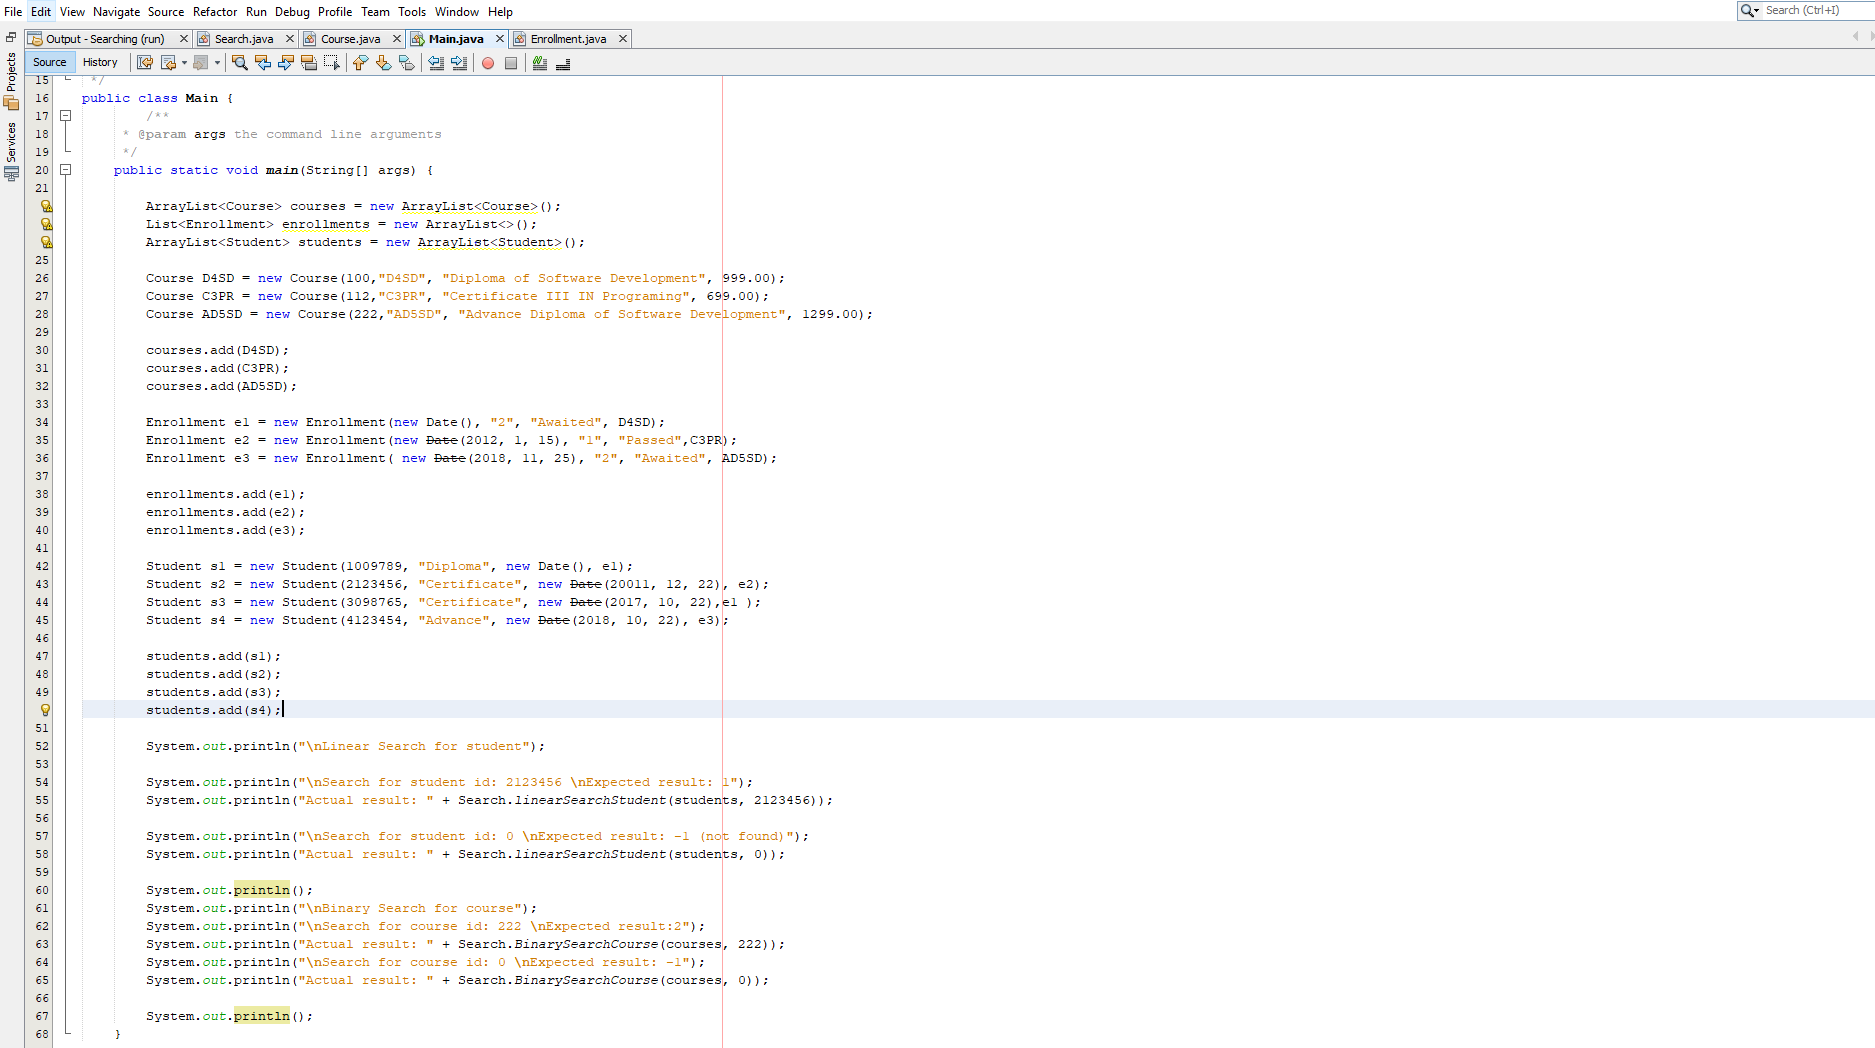 File Edit View Navigate Source Refactor Run Debug Profile Team Tools Window Help
Search (Ctrl+I)
Output - Searching (run) Search.java Course.java Main.java Enrollment.java
Source History
Projects
Services
15 */
16 public class Main {
17 /**
18 * @param args the command line arguments
19 */
20 public static void main(String[] args) {
21
ArrayList<Course> courses = new ArrayList<Course>();
List<Enrollment> enrollments = new ArrayList<>();
ArrayList<Student> students = new ArrayList<Student>();
25
26 Course D4SD = new Course(100,"D4SD", "Diploma of Software Development", 999.00);
27 Course C3PR = new Course(112,"C3PR", "Certificate III IN Programing", 699.00);
28 Course AD5SD = new Course(222,"AD5SD", "Advance Diploma of Software Development", 1299.00);
29
30 courses.add(D4SD);
31 courses.add(C3PR);
32 courses.add(AD5SD);
33
34 Enrollment e1 = new Enrollment(new Date(), "2", "Awaited", D4SD);
35 Enrollment e2 = new Enrollment(new Date(2012, 1, 15), "1", "Passed",C3PR);
36 Enrollment e3 = new Enrollment( new Date(2018, 11, 25), "2", "Awaited", AD5SD);
37
38 enrollments.add(e1);
39 enrollments.add(e2);
40 enrollments.add(e3);
41
42 Student s1 = new Student(1009789, "Diploma", new Date(), e1);
43 Student s2 = new Student(2123456, "Certificate", new Date(20011, 12, 22), e2);
44 Student s3 = new Student(3098765, "Certificate", new Date(2017, 10, 22),e1 );
45 Student s4 = new Student(4123454, "Advance", new Date(2018, 10, 22), e3);
46
47 students.add(s1);
48 students.add(s2);
49 students.add(s3);
students.add(s4);
51
52 System.out.println("\nLinear Search for student");
53
54 System.out.println("\nSearch for student id: 2123456 \nExpected result: 1");
55 System.out.println("Actual result: " + Search.linearSearchStudent(students, 2123456));
56
57 System.out.println("\nSearch for student id: 0 \nExpected result: -1 (not found)");
58 System.out.println("Actual result: " + Search.linearSearchStudent(students, 0));
59
60 System.out.println();
61 System.out.println("\nBinary Search for course");
62 System.out.println("\nSearch for course id: 222 \nExpected result:2");
63 System.out.println("Actual result: " + Search.BinarySearchCourse(courses, 222));
64 System.out.println("\nSearch for course id: 0 \nExpected result: -1");
65 System.out.println("Actual result: " + Search.BinarySearchCourse(courses, 0));
66
67 System.out.println();
68 }